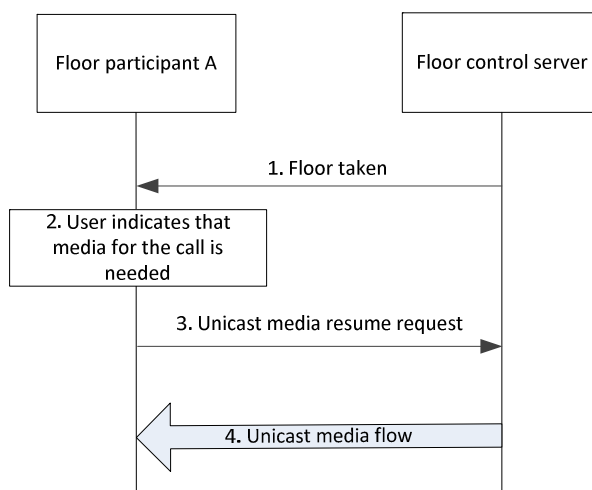 Floor participant A
Floor control server
1. Floor taken
2. User indicates that
media for the call is
needed
3. Unicast media resume request
4. Unicast media flow